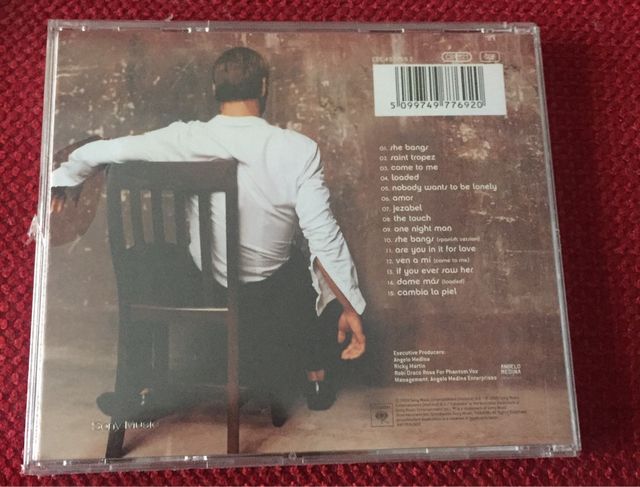 5 099749 776920
01. she bangs
02. saint tropez
03. come to me
04. loaded
05. nobody wants to be lonely
06. amor
07. jezabel
08. the touch
09. one night man
10. she bangs (spanish version)
11. are you in it for love
12. ven a mi (come to me)
13. if you ever saw her
14. dame más (loaded)
15. cambia la piel
Executive Producers:
Angelo Medina
Ricky Martin
Robi Draco Rosa For Phantom Vox
Management: Angelo Medina Enterprises
ANGELO
MEDINA
Sony Music